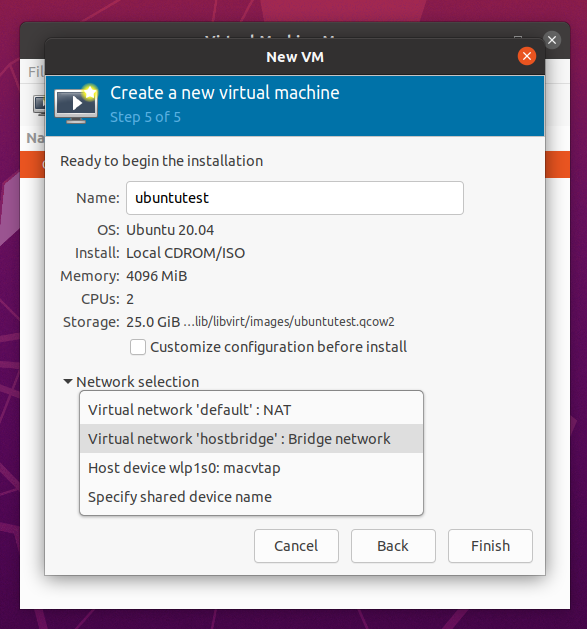 New VM
Create a new virtual machine
Step 5 of 5
Ready to begin the installation
Name: ubuntutest
OS: Ubuntu 20.04
Install: Local CDROM/ISO
Memory: 4096 MiB
CPUs: 2
Storage: 25.0 GiB ...lib/libvirt/images/ubuntutest.qcow2
Customize configuration before install
Network selection
Virtual network 'default' : NAT
Virtual network 'hostbridge' : Bridge network
Host device wlp1s0: macvtap
Specify shared device name
Cancel Back Finish